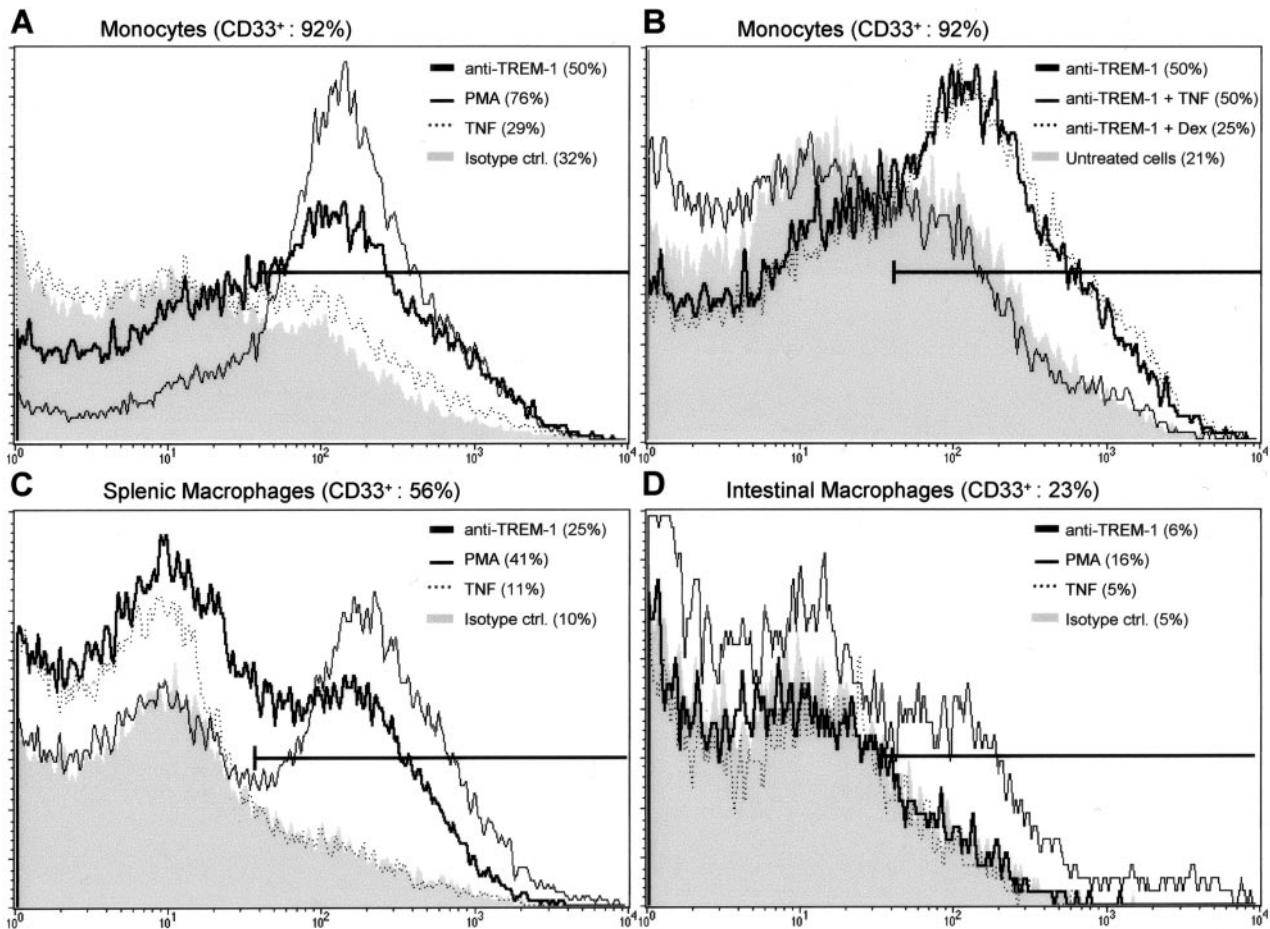 A
Monocytes (CD33+ : 92%)
anti-TREM-1 (50%)
PMA (76%)
TNF (29%)
Isotype ctrl. (32%)
10⁰ 10¹ 10² 10³ 10⁴
B
Monocytes (CD33+ : 92%)
anti-TREM-1 (50%)
anti-TREM-1 + TNF (50%)
anti-TREM-1 + Dex (25%)
Untreated cells (21%)
10⁰ 10¹ 10² 10³ 10⁴
C
Splenic Macrophages (CD33+ : 56%)
anti-TREM-1 (25%)
PMA (41%)
TNF (11%)
Isotype ctrl. (10%)
10⁰ 10¹ 10² 10³ 10⁴
D
Intestinal Macrophages (CD33+ : 23%)
anti-TREM-1 (6%)
PMA (16%)
TNF (5%)
Isotype ctrl. (5%)
10⁰ 10¹ 10² 10³ 10⁴